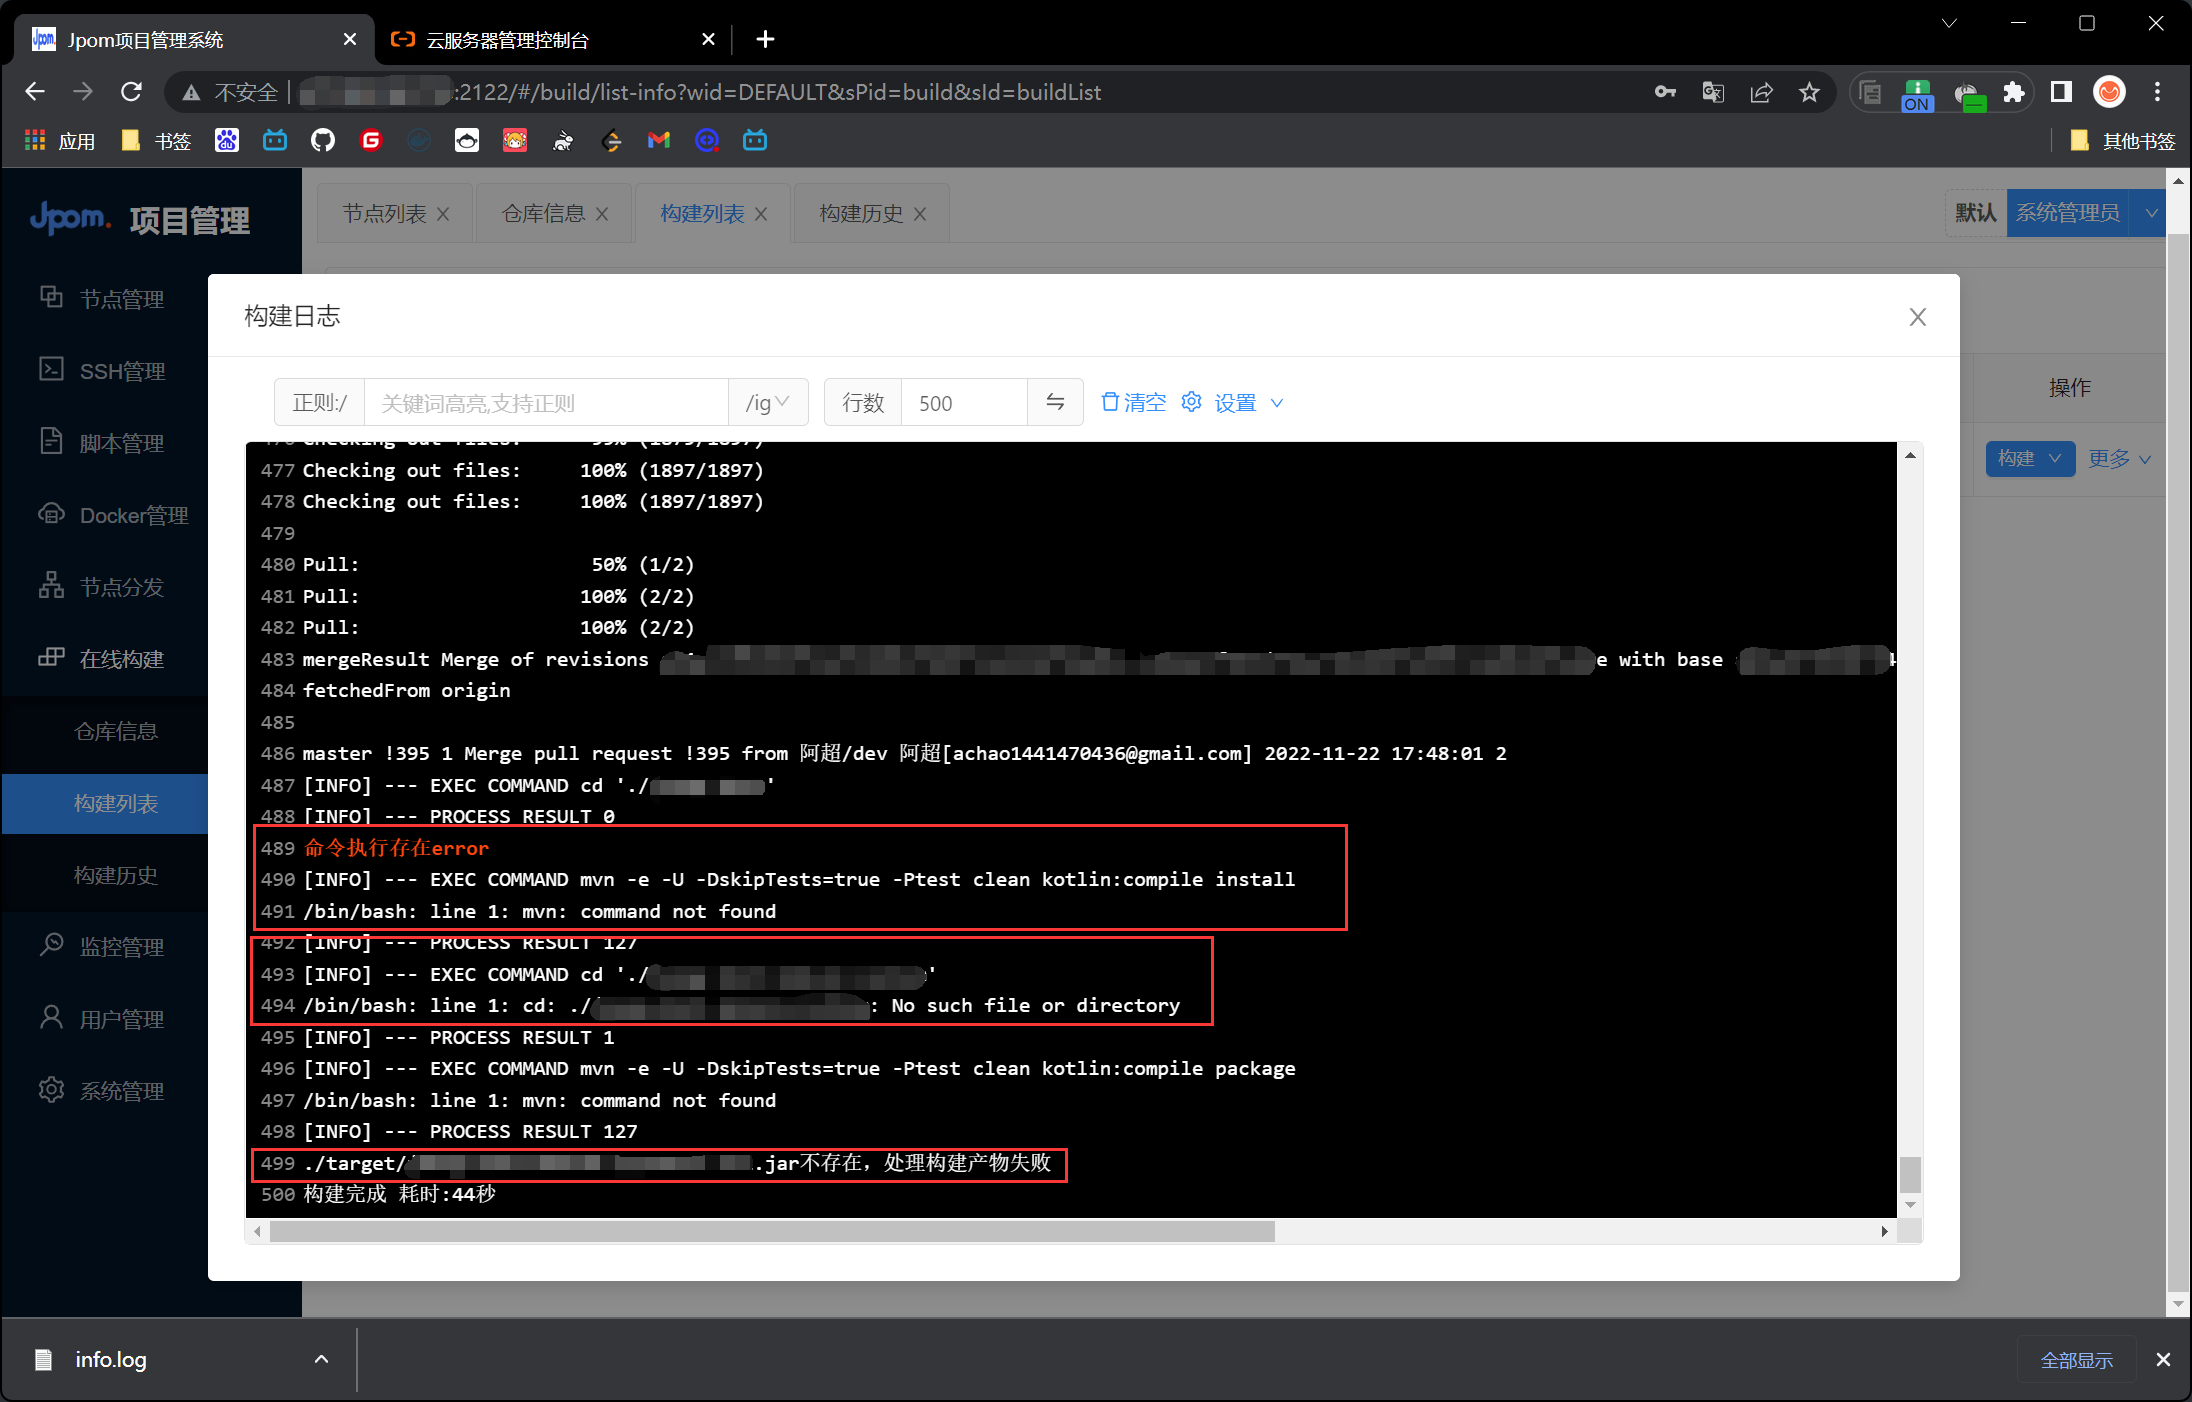 Jpom项目管理系统
云服务器管理控制台
不安全
:2122/#/build/list-info?wid=DEFAULT&sPid=build&sId=buildList
ON
应用
书签
其他书签
Jpom. 项目管理
节点列表
仓库信息
构建列表
构建历史
默认
系统管理员
节点管理
SSH管理
脚本管理
Docker管理
节点分发
在线构建
仓库信息
构建列表
构建历史
监控管理
用户管理
系统管理
操作
构建
更多
构建日志
正则:/
关键词高亮,支持正则
/ig
行数
500
清空
设置
476 Checking out files: 99% (1879/1897)
477 Checking out files: 100% (1897/1897)
478 Checking out files: 100% (1897/1897)
479
480 Pull: 50% (1/2)
481 Pull: 100% (2/2)
482 Pull: 100% (2/2)
483 mergeResult Merge of revisions e with base 4
484 fetchedFrom origin
485
486 master !395 1 Merge pull request !395 from 阿超/dev 阿超[achao1441470436@gmail.com] 2022-11-22 17:48:01 2
487 [INFO] --- EXEC COMMAND cd './ '
488 [INFO] --- PROCESS RESULT 0
489 命令执行存在error
490 [INFO] --- EXEC COMMAND mvn -e -U -DskipTests=true -Ptest clean kotlin:compile install
491 /bin/bash: line 1: mvn: command not found
492 [INFO] --- PROCESS RESULT 127
493 [INFO] --- EXEC COMMAND cd './ '
494 /bin/bash: line 1: cd: ./ : No such file or directory
495 [INFO] --- PROCESS RESULT 1
496 [INFO] --- EXEC COMMAND mvn -e -U -DskipTests=true -Ptest clean kotlin:compile package
497 /bin/bash: line 1: mvn: command not found
498 [INFO] --- PROCESS RESULT 127
499 ./target/ .jar不存在，处理构建产物失败
500 构建完成 耗时:44秒
info.log
全部显示